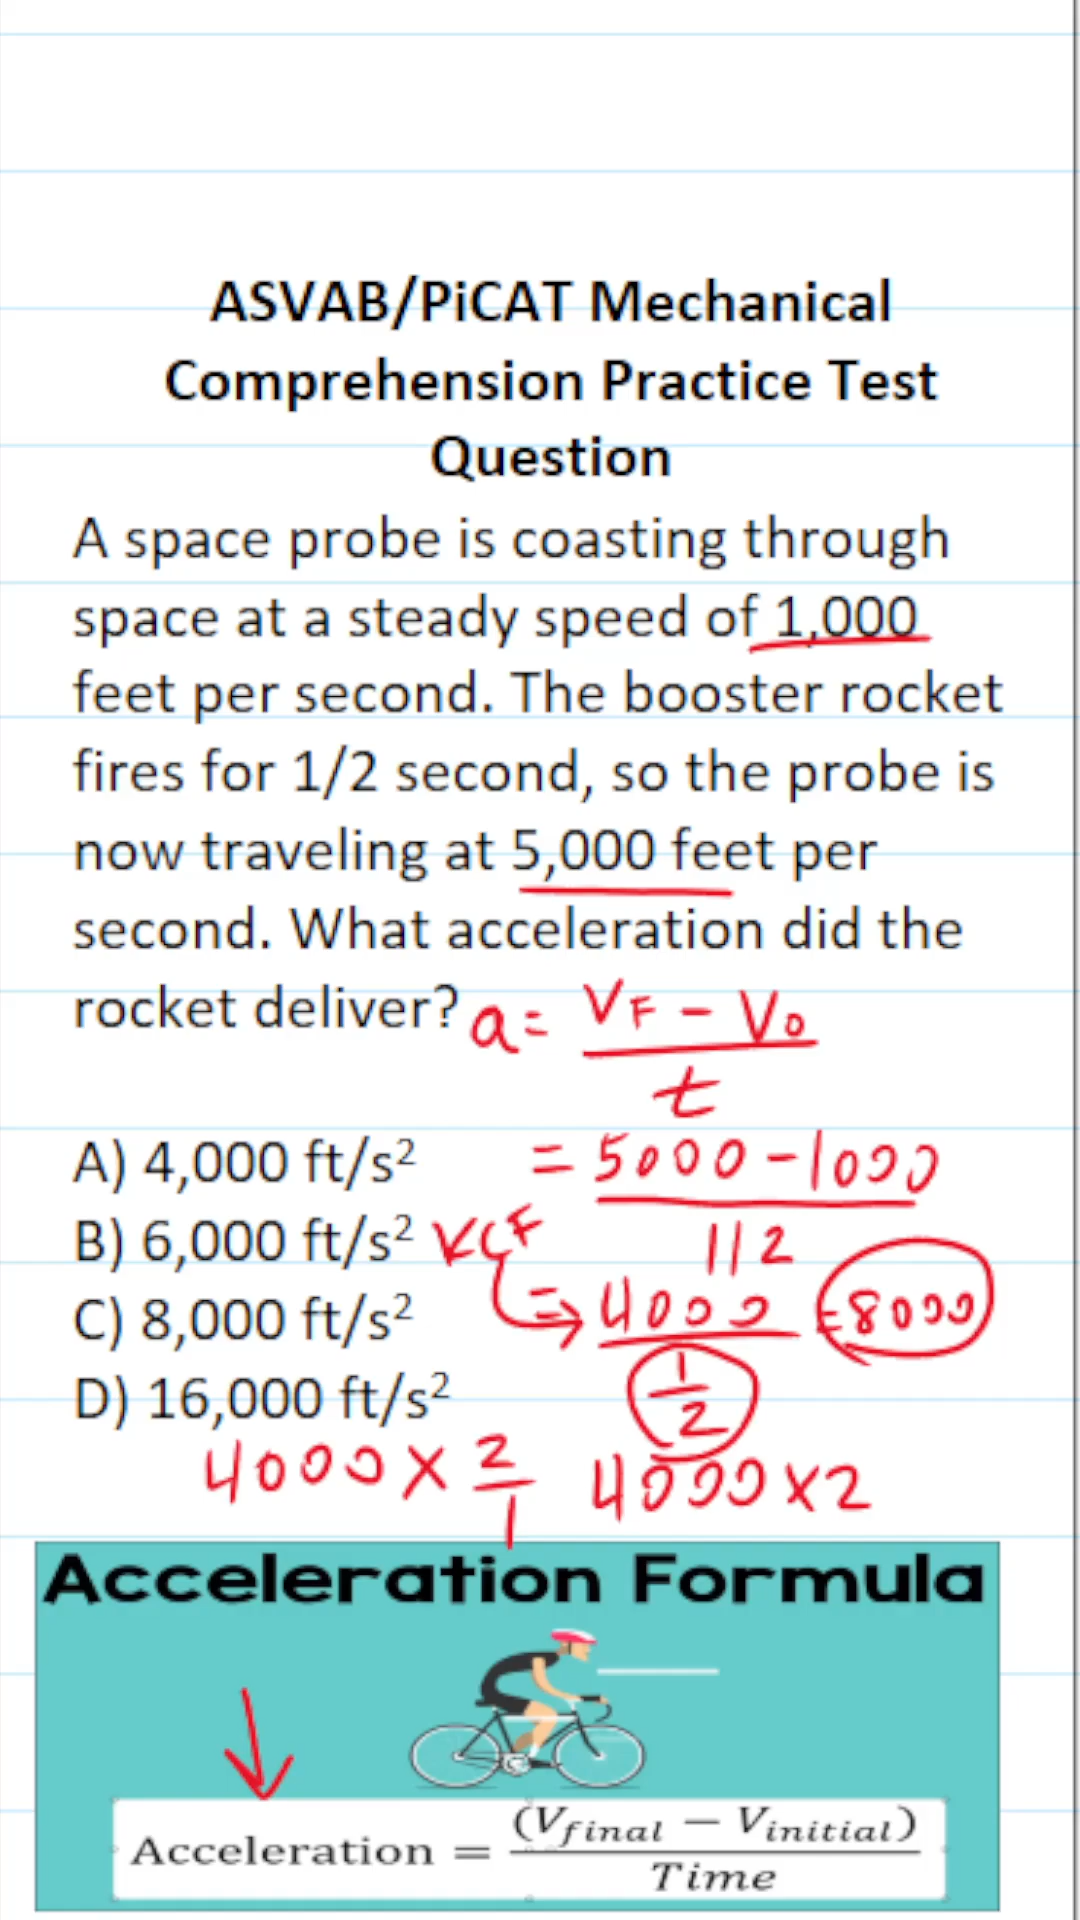 ASVAB/PiCAT Mechanical
Comprehension Practice Test
Question
A space probe is coasting through
space at a steady speed of 1,000
feet per second. The booster rocket
fires for 1/2 second, so the probe is
now traveling at 5,000 feet per
second. What acceleration did the
rocket deliver?
a = VF - Vo
t
A) 4,000 ft/s²
= 5000 - 1000
B) 6,000 ft/s²
KCF
1/2
C) 8,000 ft/s²
=> 4000 = 8000
1
2
D) 16,000 ft/s²
4000 x 2 4000 x 2
1
Acceleration Formula
Acceleration = (Vfinal − Vinitial)
Time